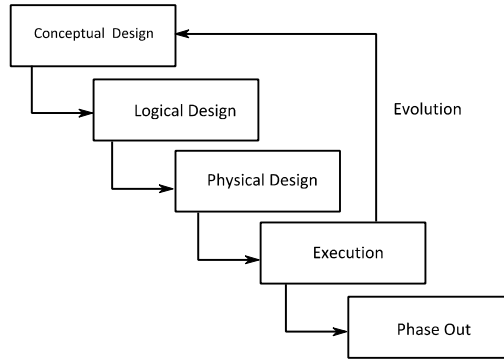 Conceptual Design
Logical Design
Evolution
Physical Design
Execution
Phase Out